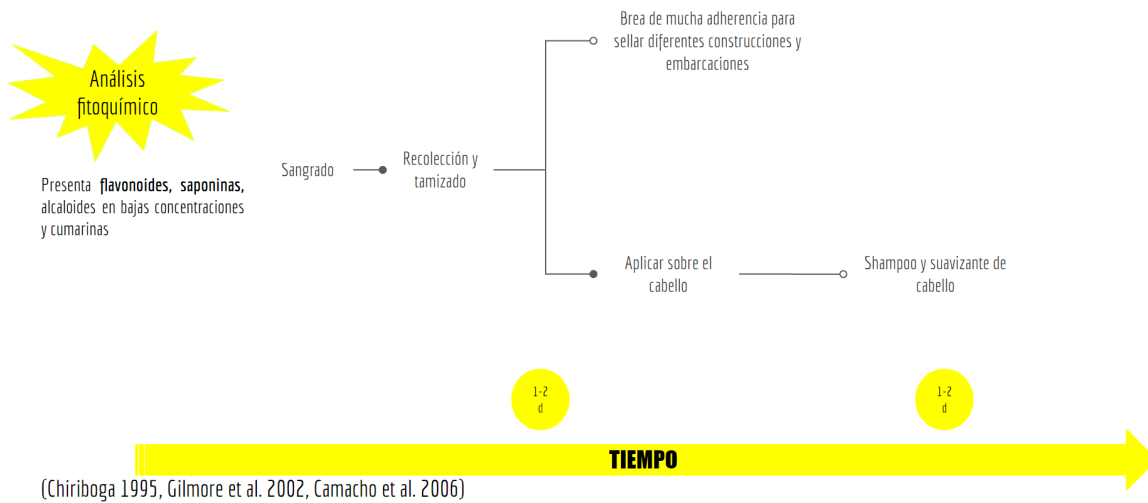 Análisis
fitoquímico
Presenta flavonoides, saponinas,
alcaloides en bajas concentraciones
y cumarinas
Sangrado
Recolección y
tamizado
Brea de mucha adherencia para
sellar diferentes construcciones y
embarcaciones
Aplicar sobre el
cabello
Shampoo y suavizante de
cabello
1-2
d
1-2
d
TIEMPO
(Chiriboga 1995, Gilmore et al. 2002, Camacho et al. 2006)